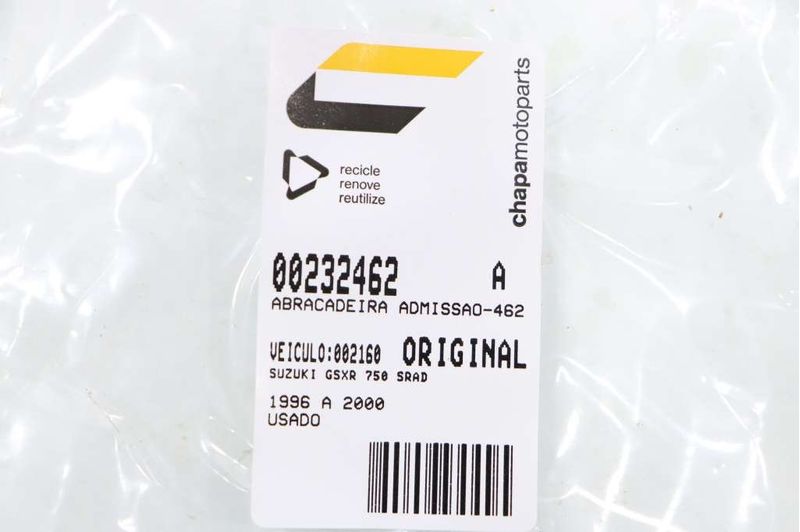 chapamotoparts
recicle
renove
reutilize
00232462 A
ABRACADEIRA ADMISSAO-462
VEICULO:002160 ORIGINAL
SUZUKI GSXR 750 SRAD
1996 A 2000
USADO